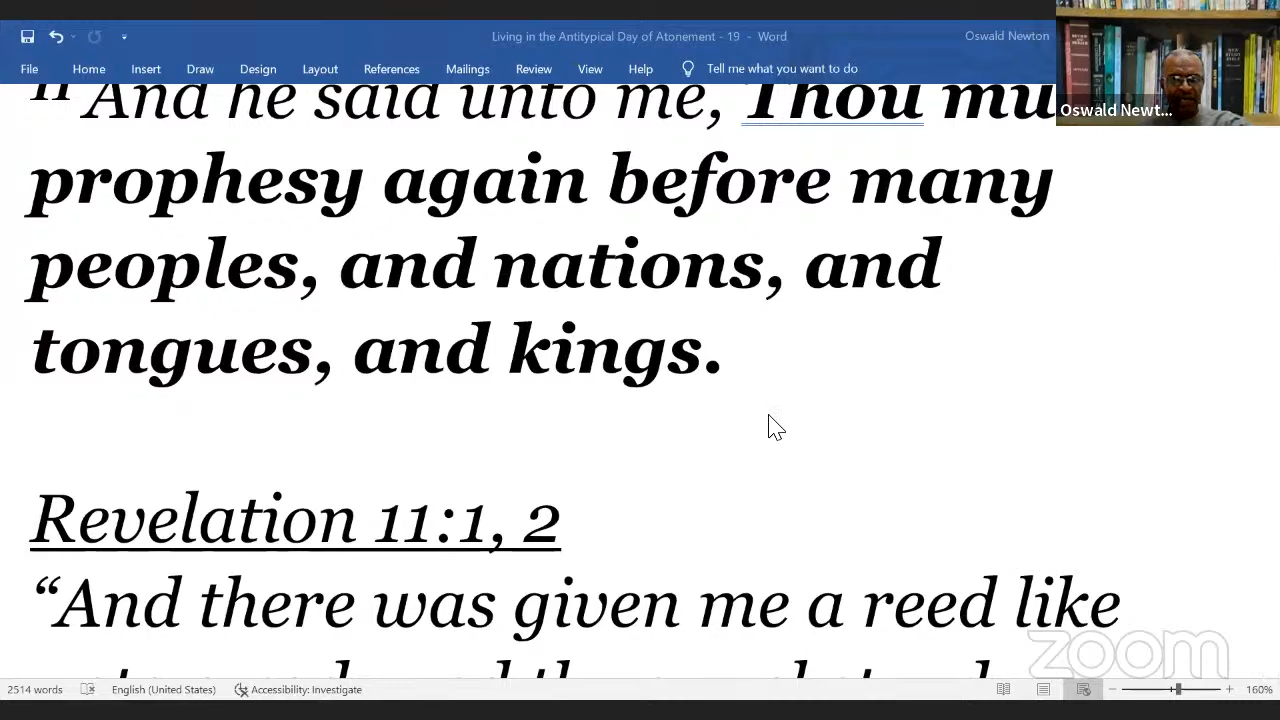 Living in the Antitypical Day of Atonement - 19 - Word
Oswald Newton
File Home Insert Draw Design Layout References Mailings Review View Help Tell me what you want to do
Oswald Newt...
11 And he said unto me, Thou mu
prophesy again before many
peoples, and nations, and
tongues, and kings.
Revelation 11:1, 2
“And there was given me a reed like
zoom
2514 words English (United States) Accessibility: Investigate 160%